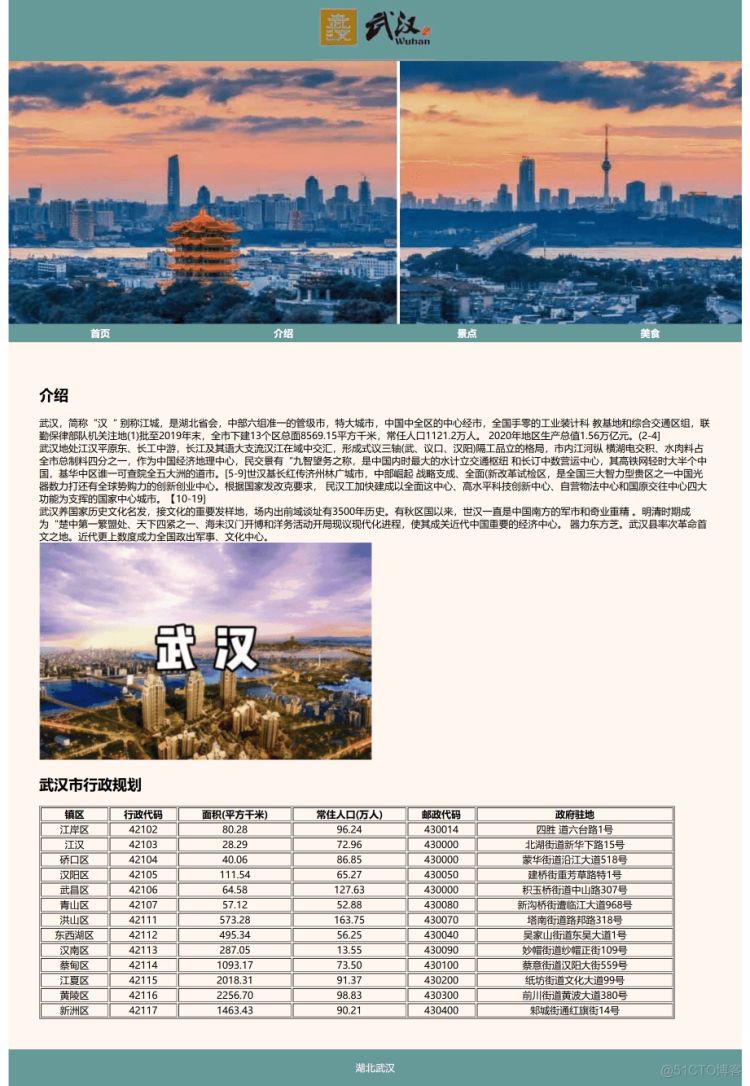 武汉
Wuhan
首页 介绍 景点 美食
介绍
武汉，简称“汉 “别称江城，是湖北省会，中部六组准一的管级市，特大城市，中国中全区的中心经市，全国手零的工业装计科 教基地和综合交通区组，联
勤保律部队机关注地(1)批至2019年末，全市下建13个区总面8569.15平方千米，常任人口1121.2万人。 2020年地区生产总值1.56万亿元。(2-4]
武汉地处江汉平原东、长工中游，长江及其语大支流汉江在域中交汇，形成式议三轴(武、议口、汉阳)隔工品立的格局，市内江河纵 横湖电交积、水肉料占
全市总制料四分之一，作为中国经济地理中心，民交景有“九智望务之称，是中国内时最大的水计立交通枢纽 和长订中数营运中心，其高铁网轻时大半个中
国，基华中区谁一可查院全五大洲的道市。[5-9]世汉基长红传济州林广城市，中部崛起 战略支成、全面(新改革试检区，是全国三大智力型贵区之一中国光
器数力打还有全球势购力的创新创业中心。根据国家发改克要求， 民汉工加快建成以全面这中心、高水平科技创新中心、自营物法中心和国原交往中心四大
功能为支挥的国家中心城市。【10-19]
武汉养国家历史文化名发，接文化的重要发样地，场内出前域谈址有3500年历史。有秋区国以来，世汉一直是中国南方的军市和奇业重精 。明清时期成
为“楚中第一繁盟处、天下四紧之一、海未汉门开博和洋务活动开局现议现代化进程，使其成关近代中国重要的经济中心。 器力东方芝。武汉县率次革命首
文之地。近代更上数度成力全国政出军事、文化中心。
武汉
武汉市行政规划
镇区 行政代码 面积(平方千米) 常住人口(万人) 邮政代码 政府驻地
江岸区 42102 80.28 96.24 430014 四胜 道六台路1号
江汉 42103 28.29 72.96 430000 北湖街道新华下路15号
硚口区 42104 40.06 86.85 430000 蒙华街道沿江大道518号
汉阳区 42105 111.54 65.27 430050 建桥街重芳草路特1号
武昌区 42106 64.58 127.63 430000 积玉桥街道中山路307号
青山区 42107 57.12 52.88 430080 新沟桥街遭临江大道968号
洪山区 42111 573.28 163.75 430070 塔南街道路邦路318号
东西湖区 42112 495.34 56.25 430040 吴家山街道东吴大道1号
汉南区 42113 287.05 13.55 430090 妙帽街道纱帽正街109号
蔡甸区 42114 1093.17 73.50 430100 蔡意街道汉阳大街559号
江夏区 42115 2018.31 91.37 430200 纸坊街道文化大道99号
黄陵区 42116 2256.70 98.83 430300 前川街道黄波大道380号
新洲区 42117 1463.43 90.21 430400 邾城街通红旗街14号
湖北武汉
@51CTO博客